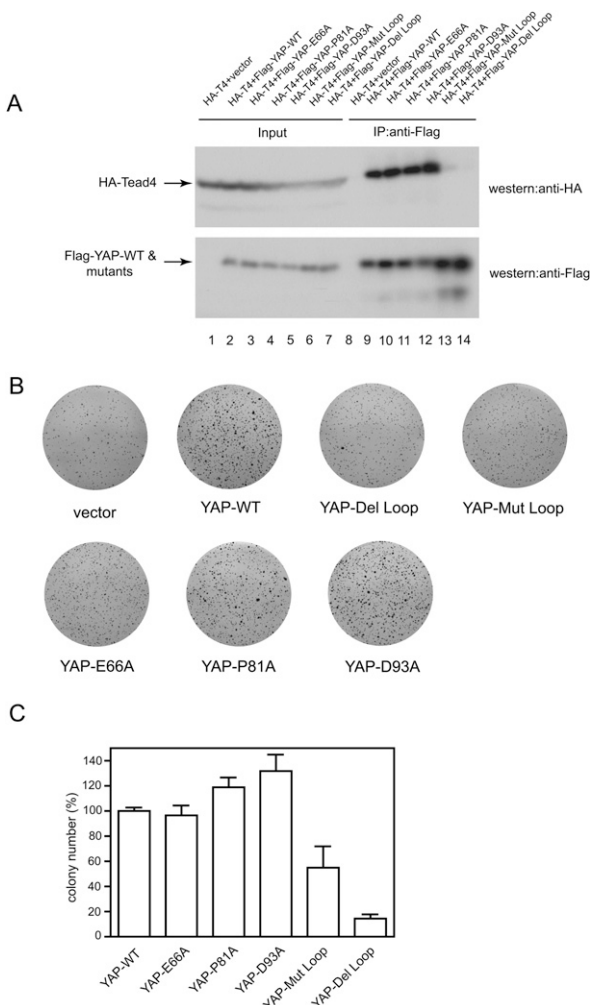 A
HA-T4+vector
HA-T4+Flag-YAP-WT
HA-T4+Flag-YAP-E66A
HA-T4+Flag-YAP-P81A
HA-T4+Flag-YAP-D93A
HA-T4+Flag-YAP-Mut Loop
HA-T4+Flag-YAP-Del Loop
HA-T4+vector
HA-T4+Flag-YAP-WT
HA-T4+Flag-YAP-E66A
HA-T4+Flag-YAP-P81A
HA-T4+Flag-YAP-D93A
HA-T4+Flag-YAP-Mut Loop
HA-T4+Flag-YAP-Del Loop
Input
IP:anti-Flag
HA-Tead4
western:anti-HA
Flag-YAP-WT &
mutants
western:anti-Flag
1 2 3 4 5 6 7 8 9 10 11 12 13 14
B
vector
YAP-WT
YAP-Del Loop
YAP-Mut Loop
YAP-E66A
YAP-P81A
YAP-D93A
C
colony number (%)
140
120
100
80
60
40
20
0
YAP-WT
YAP-E66A
YAP-P81A
YAP-D93A
YAP-Mut Loop
YAP-Del Loop